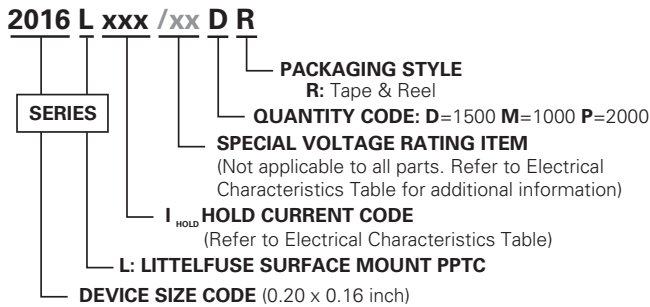 2016 L xxx /xx D R
PACKAGING STYLE
R: Tape & Reel
SERIES
QUANTITY CODE: D=1500 M=1000 P=2000
SPECIAL VOLTAGE RATING ITEM
(Not applicable to all parts. Refer to Electrical
Characteristics Table for additional information)
I HOLD HOLD CURRENT CODE
(Refer to Electrical Characteristics Table)
L: LITTELFUSE SURFACE MOUNT PPTC
DEVICE SIZE CODE (0.20 x 0.16 inch)